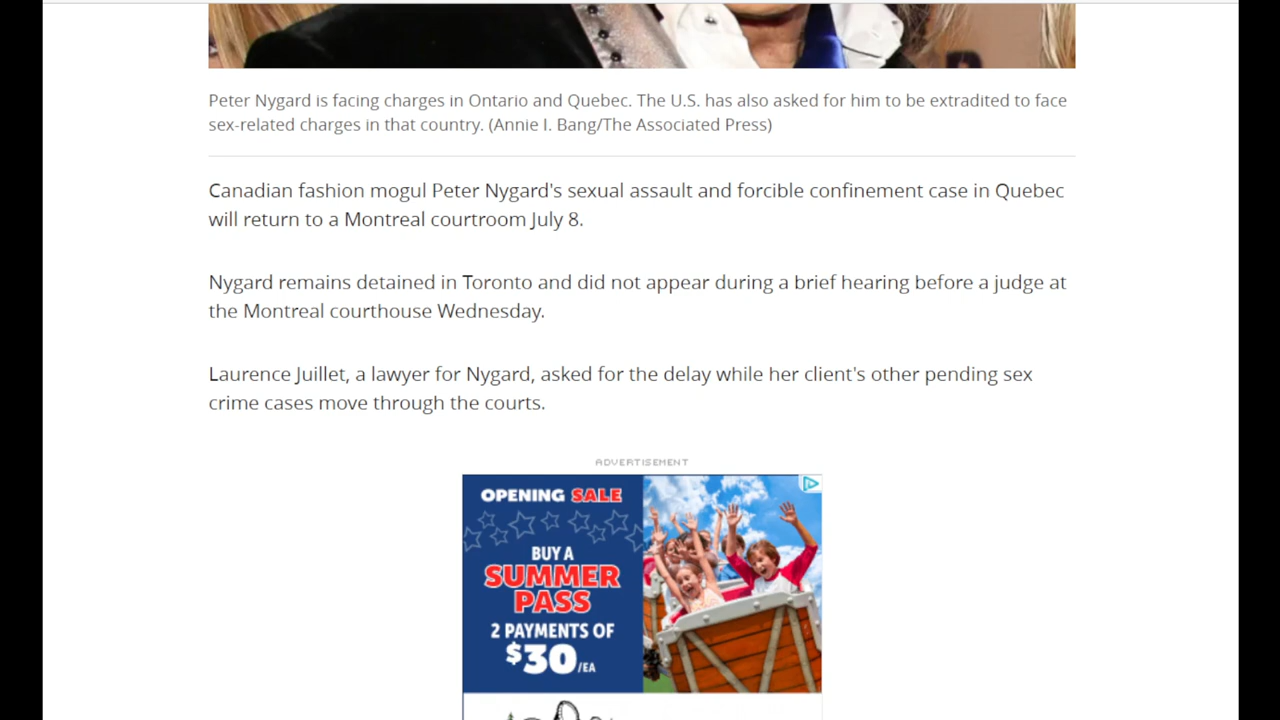 Peter Nygard is facing charges in Ontario and Quebec. The U.S. has also asked for him to be extradited to face
sex-related charges in that country. (Annie I. Bang/The Associated Press)
Canadian fashion mogul Peter Nygard's sexual assault and forcible confinement case in Quebec
will return to a Montreal courtroom July 8.
Nygard remains detained in Toronto and did not appear during a brief hearing before a judge at
the Montreal courthouse Wednesday.
Laurence Juillet, a lawyer for Nygard, asked for the delay while her client's other pending sex
crime cases move through the courts.
ADVERTISEMENT
OPENING SALE
BUY A
SUMMER
PASS
2 PAYMENTS OF
$30/EA